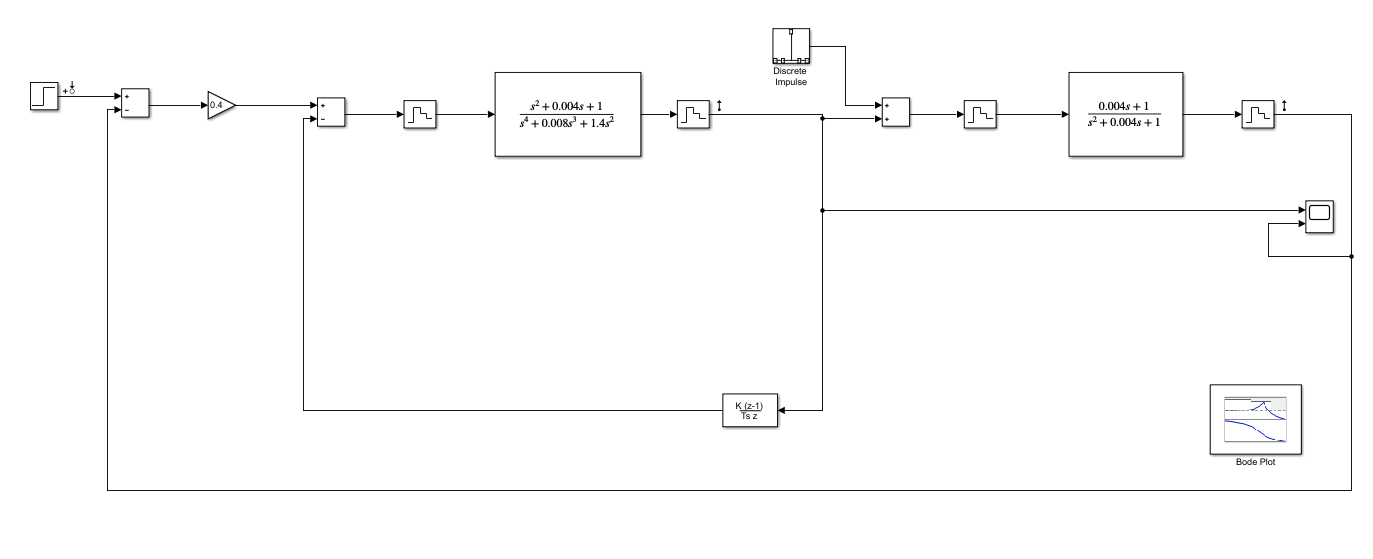 Discrete
Impulse
+
−
0.4
+
−
s² + 0.004s + 1
s⁴ + 0.008s³ + 1.4s²
+
+
0.004s + 1
s² + 0.004s + 1
K (z-1)
Ts z
Bode Plot